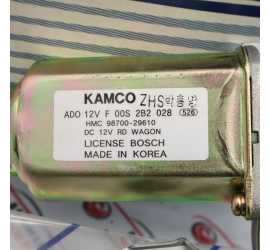 KAMCO ZHS
ADO 12V F 00S 2B2 028 526
HMC 98700-29610
DC 12V RD WAGON
LICENSE BOSCH
MADE IN KOREA